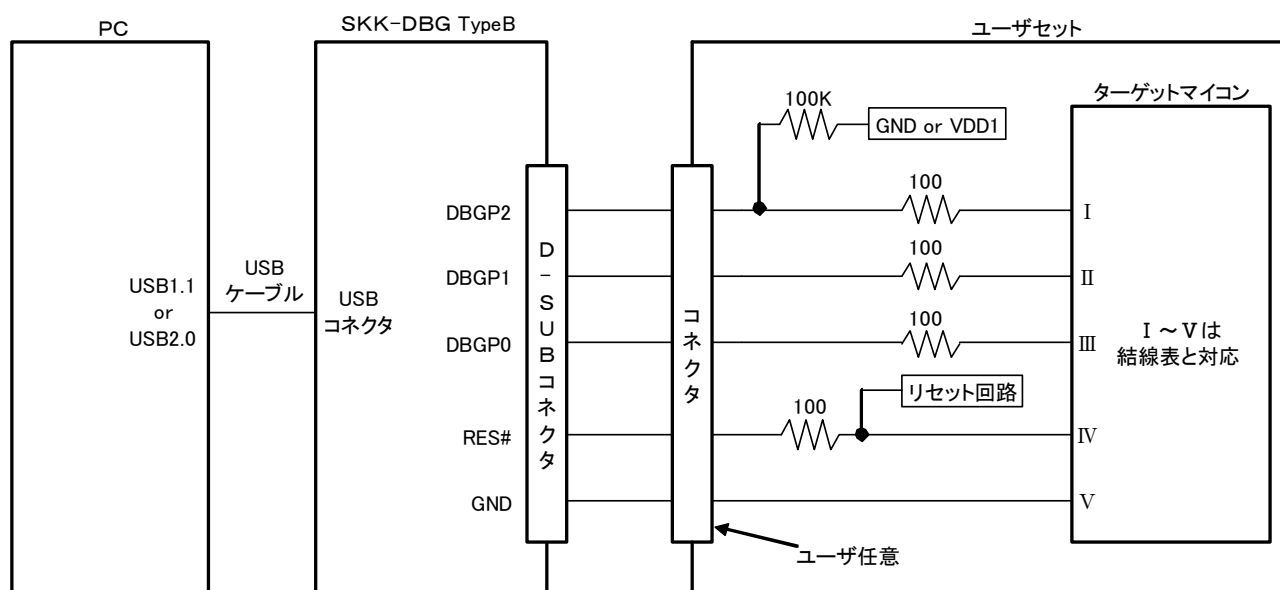 PC
SKK-DBG TypeB
ユーザセット
100K
GND or VDD1
ターゲットマイコン
DBGP2
100
Ⅰ
DBGP1
100
Ⅱ
DBGP0
100
Ⅲ
RES#
100
リセット回路
Ⅳ
GND
Ⅴ
USB1.1
or
USB2.0
USB
ケーブル
USB
コネクタ
D-SUBコネクタ
コネクタ
Ⅰ~Ⅴは
結線表と対応
ユーザ任意